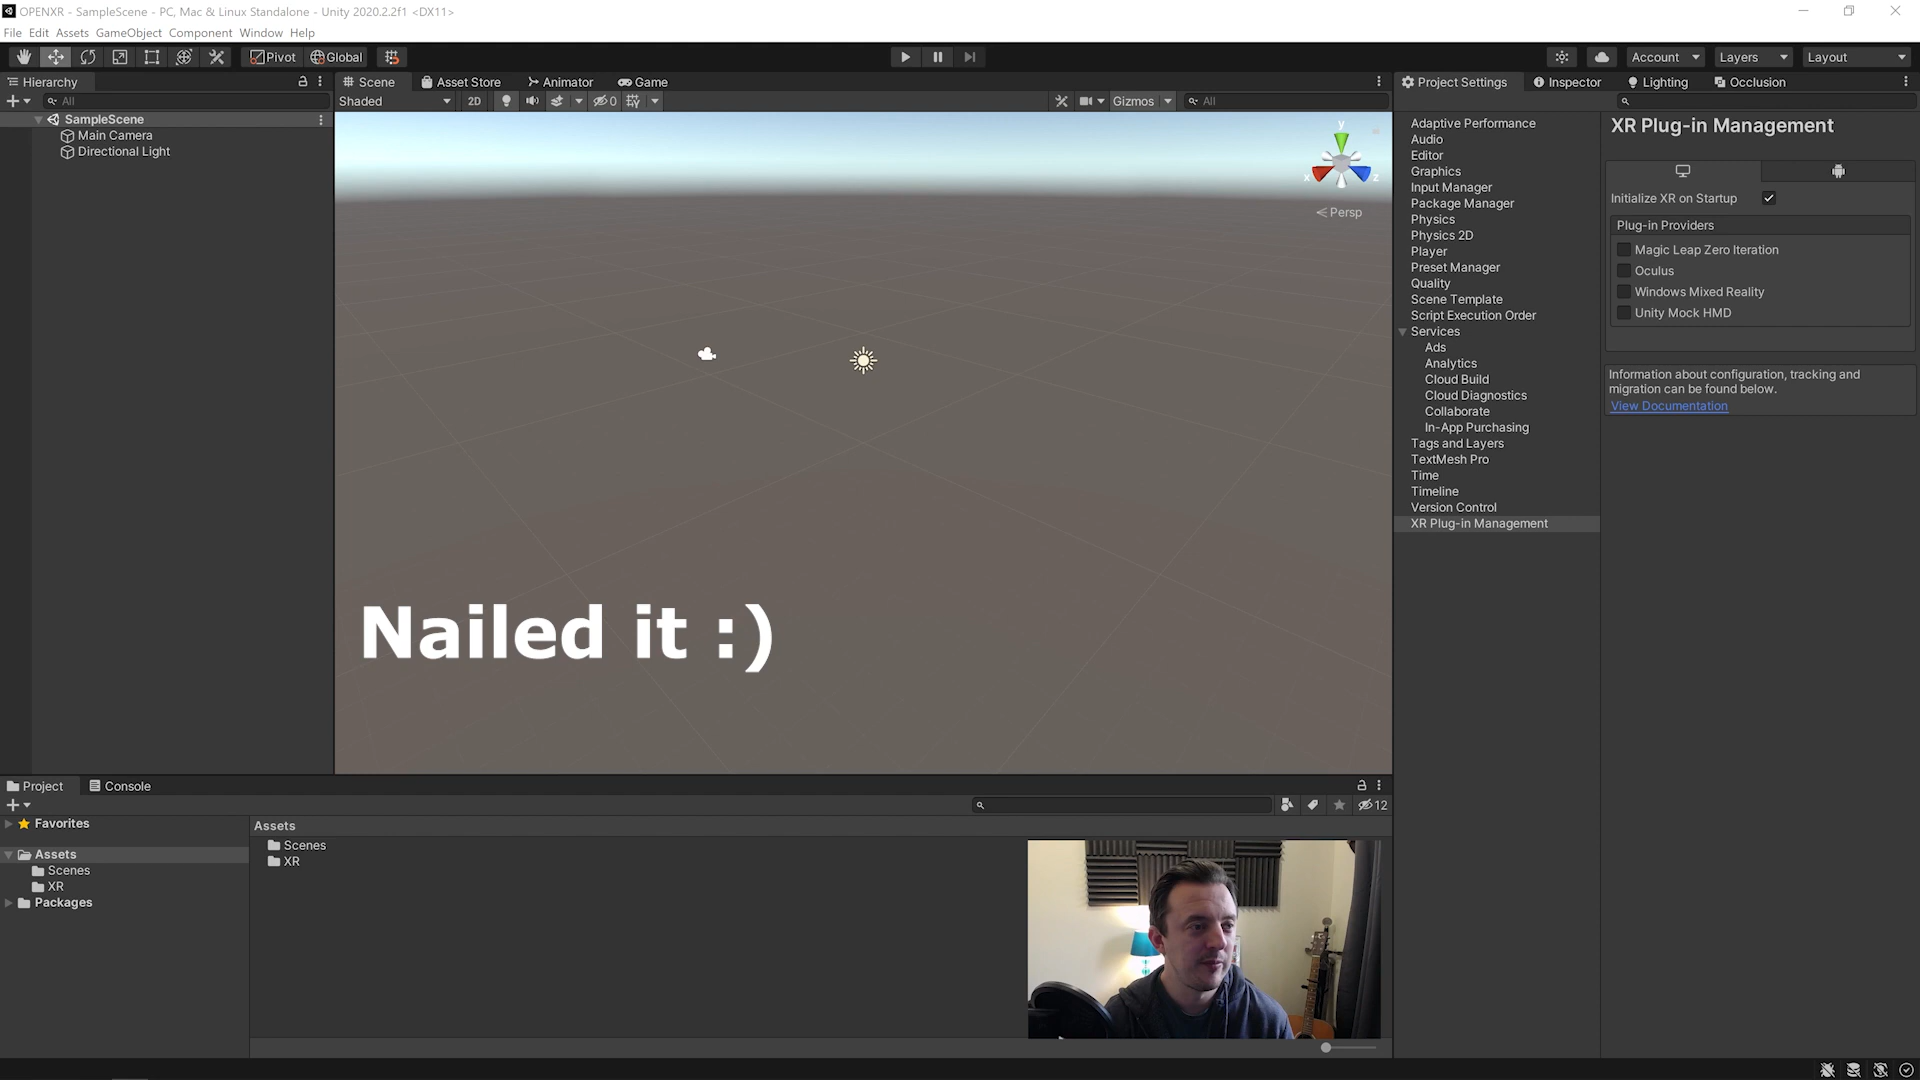 OPENXR - SampleScene - PC, Mac & Linux Standalone - Unity 2020.2.2f1 <DX11>
File Edit Assets GameObject Component Window Help
Pivot Global Account Layers Layout
Hierarchy
All
SampleScene
Main Camera
Directional Light
Scene Asset Store Animator Game
Shaded 2D 0 Gizmos All
y
x z
Persp
Nailed it :)
Project Settings Inspector Lighting Occlusion
Adaptive Performance
Audio
Editor
Graphics
Input Manager
Package Manager
Physics
Physics 2D
Player
Preset Manager
Quality
Scene Template
Script Execution Order
Services
Ads
Analytics
Cloud Build
Cloud Diagnostics
Collaborate
In-App Purchasing
Tags and Layers
TextMesh Pro
Time
Timeline
Version Control
XR Plug-in Management
XR Plug-in Management
Initialize XR on Startup
Plug-in Providers
Magic Leap Zero Iteration
Oculus
Windows Mixed Reality
Unity Mock HMD
Information about configuration, tracking and
migration can be found below.
View Documentation
Project Console
12
Favorites
Assets
Scenes
XR
Packages
Assets
Scenes
XR